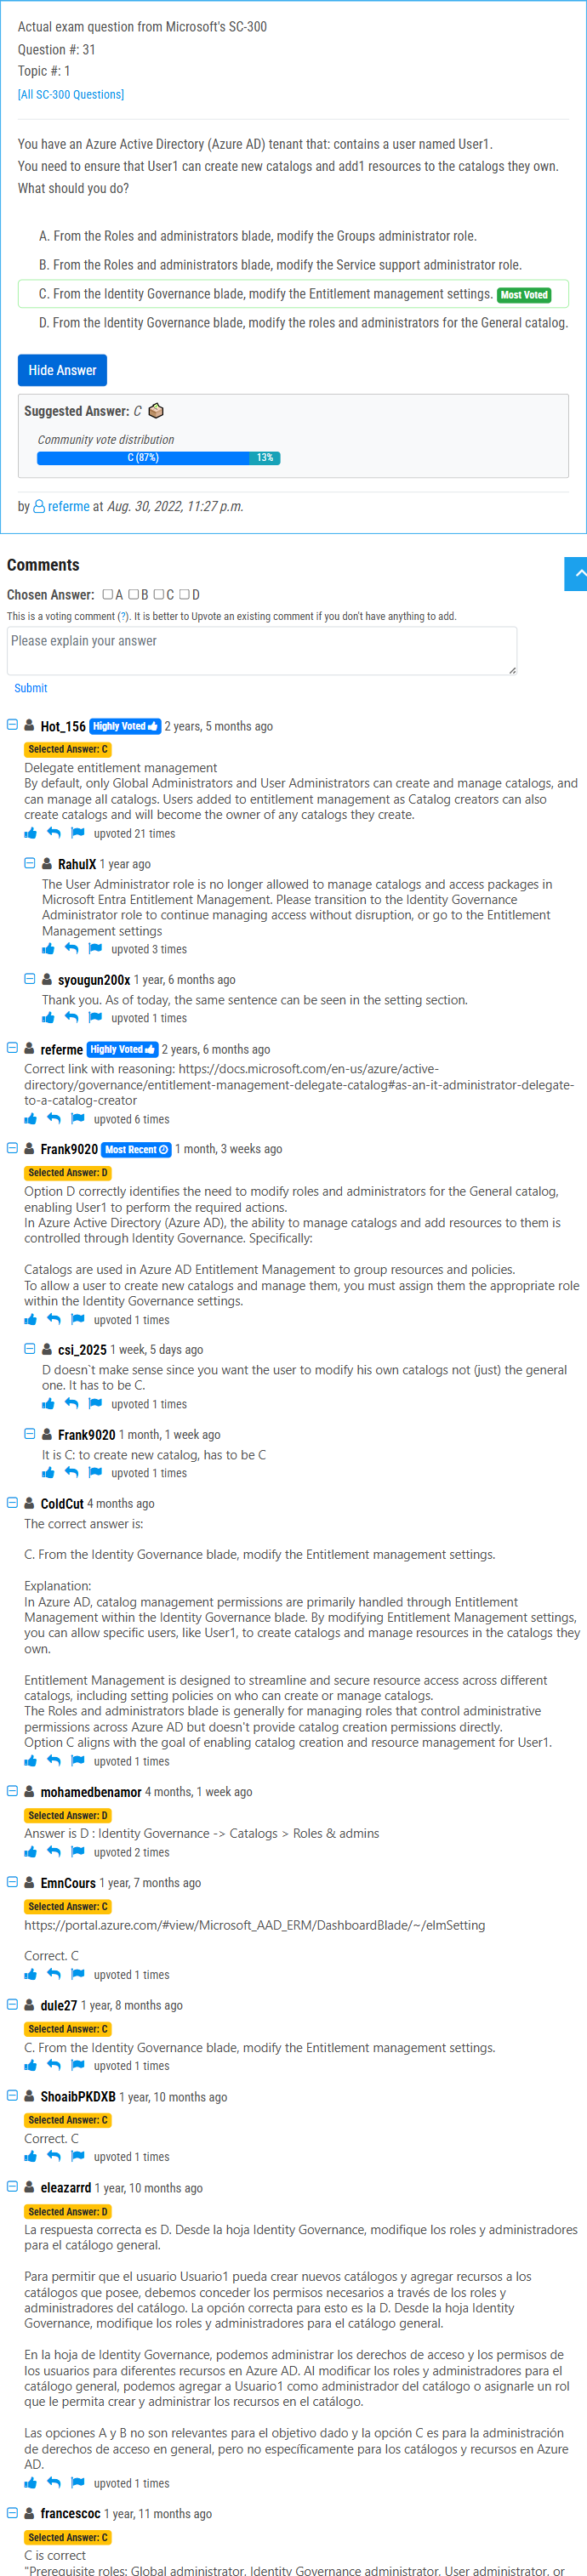 Actual exam question from Microsoft's SC-300
Question #: 31
Topic #: 1
[All SC-300 Questions]
You have an Azure Active Directory (Azure AD) tenant that: contains a user named User1.
You need to ensure that User1 can create new catalogs and add1 resources to the catalogs they own.
What should you do?
A. From the Roles and administrators blade, modify the Groups administrator role.
B. From the Roles and administrators blade, modify the Service support administrator role.
C. From the Identity Governance blade, modify the Entitlement management settings. Most Voted
D. From the Identity Governance blade, modify the roles and administrators for the General catalog.
Hide Answer
Suggested Answer: C
Community vote distribution
C (87%) 13%
by referme at Aug. 30, 2022, 11:27 p.m.
Comments
Chosen Answer: A B C D
This is a voting comment (?). It is better to Upvote an existing comment if you don't have anything to add.
Please explain your answer
Submit
Hot_156 Highly Voted 2 years, 5 months ago
Selected Answer: C
Delegate entitlement management
By default, only Global Administrators and User Administrators can create and manage catalogs, and
can manage all catalogs. Users added to entitlement management as Catalog creators can also
create catalogs and will become the owner of any catalogs they create.
upvoted 21 times
RahulX 1 year ago
The User Administrator role is no longer allowed to manage catalogs and access packages in
Microsoft Entra Entitlement Management. Please transition to the Identity Governance
Administrator role to continue managing access without disruption, or go to the Entitlement
Management settings
upvoted 3 times
syougun200x 1 year, 6 months ago
Thank you. As of today, the same sentence can be seen in the setting section.
upvoted 1 times
referme Highly Voted 2 years, 6 months ago
Correct link with reasoning: https://docs.microsoft.com/en-us/azure/active-
directory/governance/entitlement-management-delegate-catalog#as-an-it-administrator-delegate-
to-a-catalog-creator
upvoted 6 times
Frank9020 Most Recent 1 month, 3 weeks ago
Selected Answer: D
Option D correctly identifies the need to modify roles and administrators for the General catalog,
enabling User1 to perform the required actions.
In Azure Active Directory (Azure AD), the ability to manage catalogs and add resources to them is
controlled through Identity Governance. Specifically:
Catalogs are used in Azure AD Entitlement Management to group resources and policies.
To allow a user to create new catalogs and manage them, you must assign them the appropriate role
within the Identity Governance settings.
upvoted 1 times
csi_2025 1 week, 5 days ago
D doesn`t make sense since you want the user to modify his own catalogs not (just) the general
one. It has to be C.
upvoted 1 times
Frank9020 1 month, 1 week ago
It is C: to create new catalog, has to be C
upvoted 1 times
ColdCut 4 months ago
The correct answer is:
C. From the Identity Governance blade, modify the Entitlement management settings.
Explanation:
In Azure AD, catalog management permissions are primarily handled through Entitlement
Management within the Identity Governance blade. By modifying Entitlement Management settings,
you can allow specific users, like User1, to create catalogs and manage resources in the catalogs they
own.
Entitlement Management is designed to streamline and secure resource access across different
catalogs, including setting policies on who can create or manage catalogs.
The Roles and administrators blade is generally for managing roles that control administrative
permissions across Azure AD but doesn't provide catalog creation permissions directly.
Option C aligns with the goal of enabling catalog creation and resource management for User1.
upvoted 1 times
mohamedbenamor 4 months, 1 week ago
Selected Answer: D
Answer is D : Identity Governance -> Catalogs > Roles & admins
upvoted 2 times
EmnCours 1 year, 7 months ago
Selected Answer: C
https://portal.azure.com/#view/Microsoft_AAD_ERM/DashboardBlade/~/elmSetting
Correct. C
upvoted 1 times
dule27 1 year, 8 months ago
Selected Answer: C
C. From the Identity Governance blade, modify the Entitlement management settings.
upvoted 1 times
ShoaibPKDXB 1 year, 10 months ago
Selected Answer: C
Correct. C
upvoted 1 times
eleazarrd 1 year, 10 months ago
Selected Answer: D
La respuesta correcta es D. Desde la hoja Identity Governance, modifique los roles y administradores
para el catálogo general.
Para permitir que el usuario Usuario1 pueda crear nuevos catálogos y agregar recursos a los
catálogos que posee, debemos conceder los permisos necesarios a través de los roles y
administradores del catálogo. La opción correcta para esto es la D. Desde la hoja Identity
Governance, modifique los roles y administradores para el catálogo general.
En la hoja de Identity Governance, podemos administrar los derechos de acceso y los permisos de
los usuarios para diferentes recursos en Azure AD. Al modificar los roles y administradores para el
catálogo general, podemos agregar a Usuario1 como administrador del catálogo o asignarle un rol
que le permita crear y administrar los recursos en el catálogo.
Las opciones A y B no son relevantes para el objetivo dado y la opción C es para la administración
de derechos de acceso en general, pero no específicamente para los catálogos y recursos en Azure
AD.
upvoted 1 times
francescoc 1 year, 11 months ago
Selected Answer: C
C is correct
"Prerequisite roles: Global administrator, Identity Governance administrator, User administrator, or